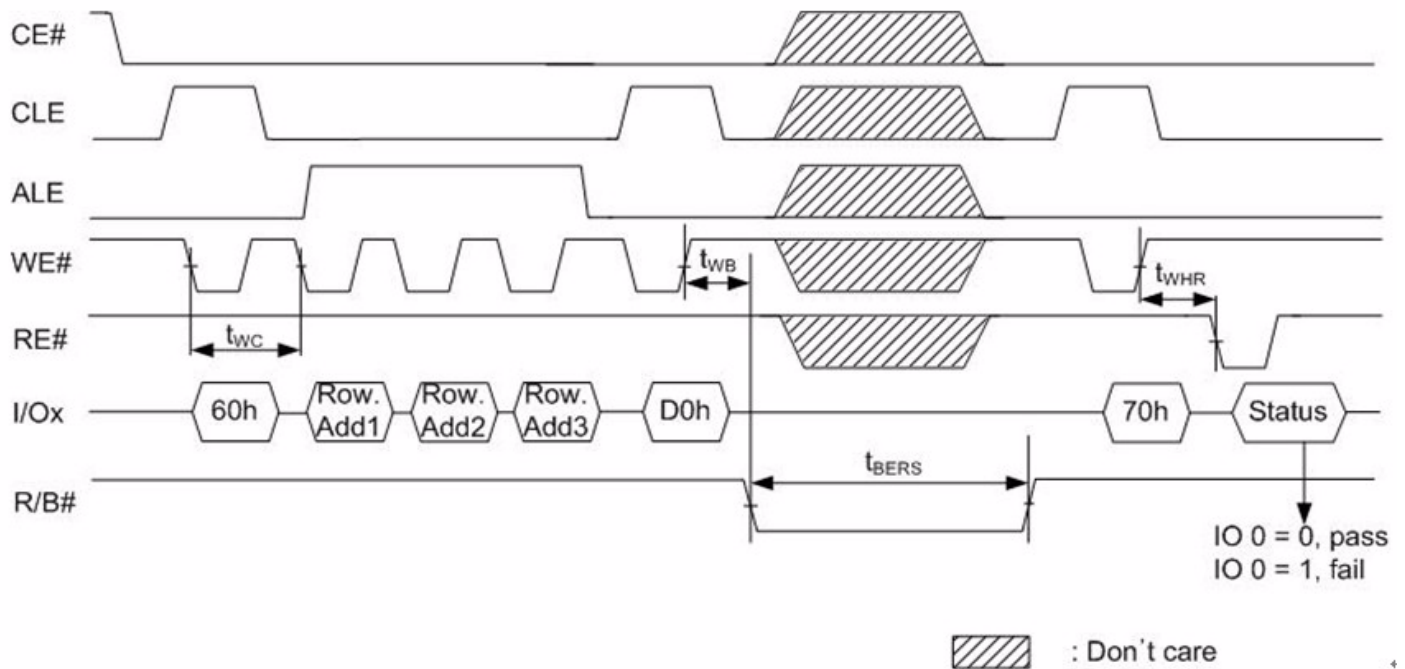 CE#
CLE
ALE
WE#
tWB
tWHR
RE#
tWC
I/Ox
60h
Row.
Add1
Row.
Add2
Row.
Add3
D0h
70h
Status
tBERS
R/B#
IO 0 = 0, pass
IO 0 = 1, fail
: Don´t care